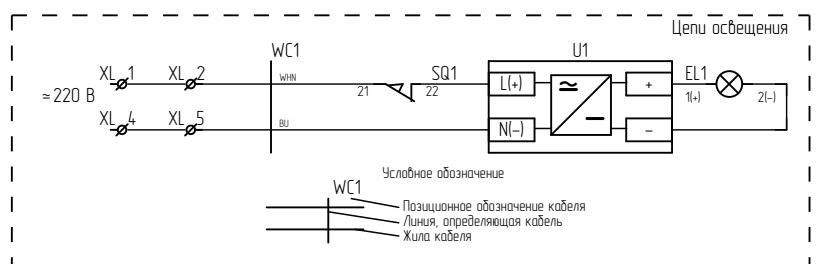 Цепи освещения
WC1
U1
XL 1 XL 2 WHN 21 SQ1 22 L(+) + EL1 1(+) 2(–)
≂220 В
XL 4 XL 5 BU N(–) –
Условное обозначение
WC1
Позиционное обозначение кабеля
Линия, определяющая кабель
Жила кабеля